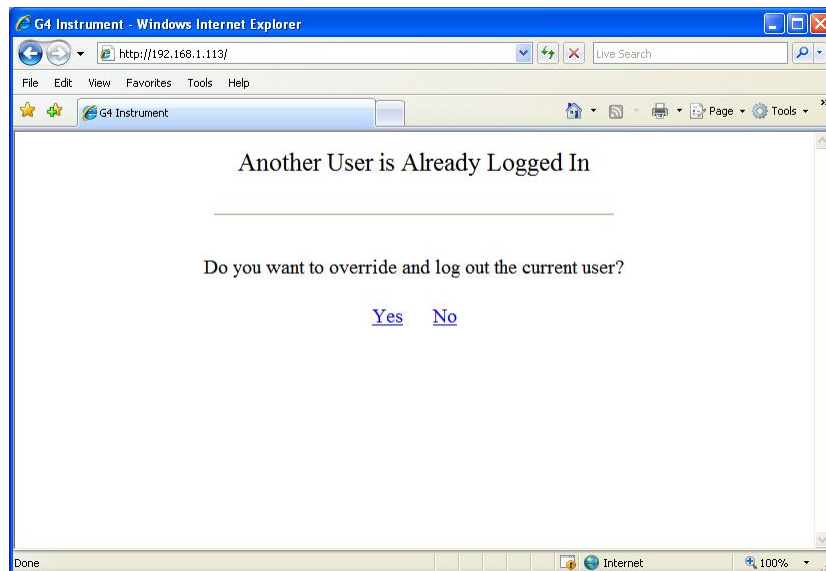 G4 Instrument - Windows Internet Explorer
http://192.168.1.113/
Live Search
File Edit View Favorites Tools Help
G4 Instrument
Page Tools »
Another User is Already Logged In
Do you want to override and log out the current user?
Yes No
Done
Internet
100%